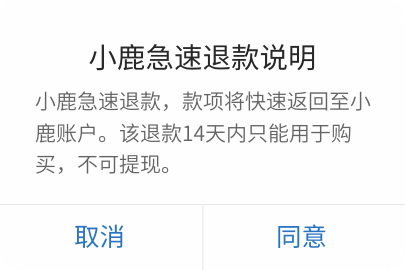 小鹿急速退款说明
小鹿急速退款，款项将快速返回至小
鹿账户。该退款14天内只能用于购
买，不可提现。
取消
同意